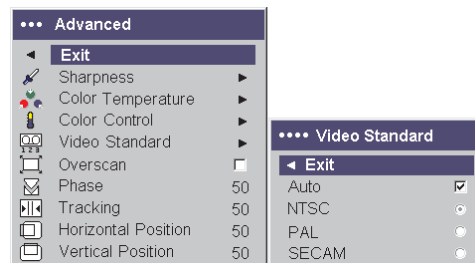 ••• Advanced
◄ Exit
Sharpness ►
Color Temperature ►
Color Control ►
Video Standard ►
Overscan
Phase 50
Tracking 50
Horizontal Position 50
Vertical Position 50
•••• Video Standard
◄ Exit
Auto
NTSC
PAL
SECAM